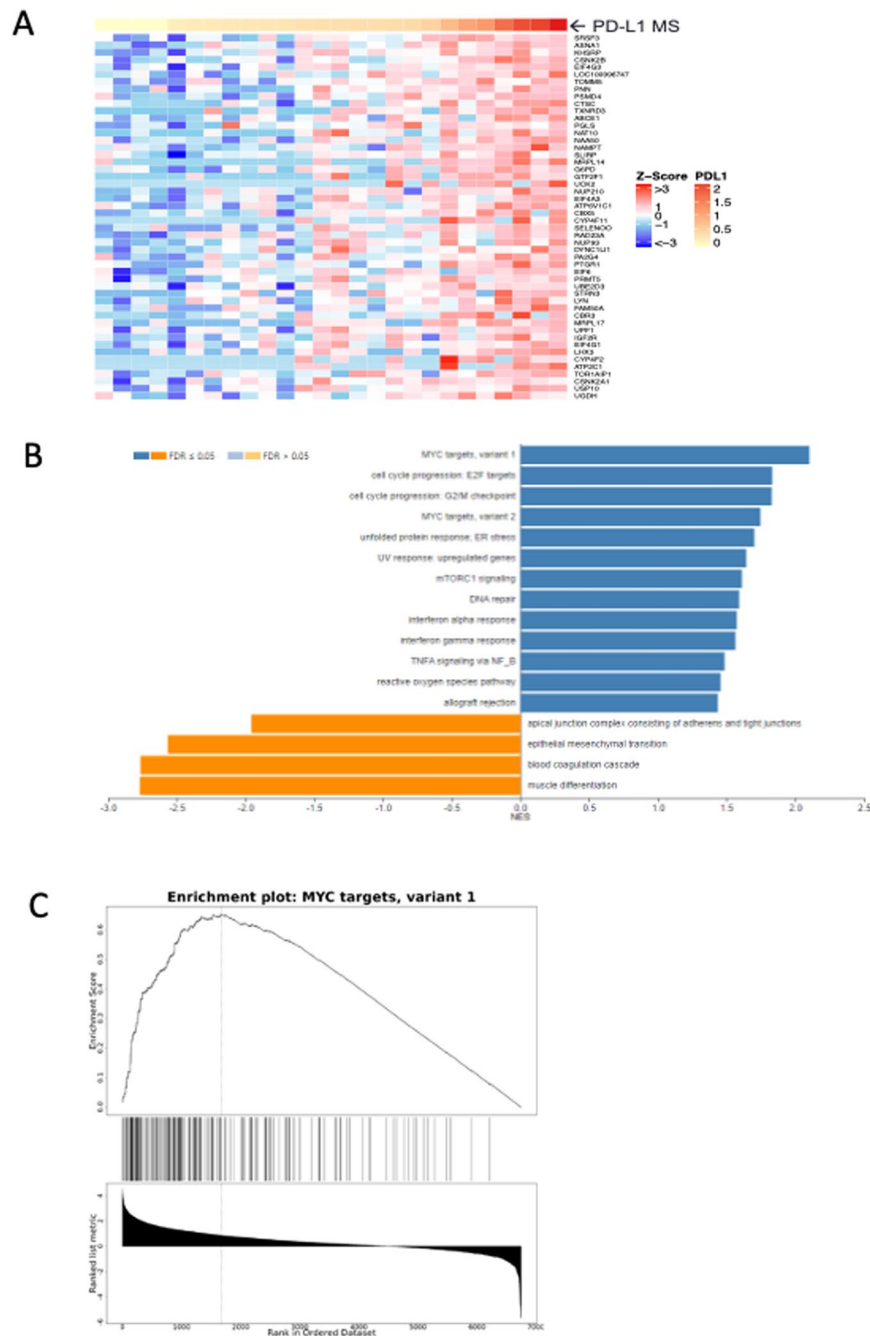 A
← PD-L1 MS
SRSF3
ASNA1
KHSRP
CSNK2B
EIF4G3
LOC100996747
TOMM6
PNN
PSMD4
CTSC
TXNRD3
ABCE1
PGLS
NAT10
NAA50
NAMPT
SLIRP
MRPL14
G6PD
GTF2F1
UCK2
NUP210
EIF4A3
ATP6V1C1
CBX5
CYP4F11
SELENOO
RAD23A
NUP93
DYNC1LI1
PA2G4
PTGR1
EIF6
PRMT5
UBE2D3
STRN3
LYN
FAM50A
CBR3
MRPL17
UPF1
IGF2R
EIF4G1
LHX3
CYP4F2
ATP2C1
TOR1AIP1
CSNK2A1
USP10
UGDH
Z-Score PDL1
>3 2
1 1.5
0 1
−1 0.5
<−3 0
B
FDR ≤ 0.05 FDR > 0.05
MYC targets, variant 1
cell cycle progression: E2F targets
cell cycle progression: G2/M checkpoint
MYC targets, variant 2
unfolded protein response; ER stress
UV response: upregulated genes
mTORC1 signaling
DNA repair
interferon alpha response
interferon gamma response
TNFA signaling via NF_B
reactive oxygen species pathway
allograft rejection
apical junction complex consisting of adherens and tight junctions
epithelial mesenchymal transition
blood coagulation cascade
muscle differentiation
-3.0 -2.5 -2.0 -1.5 -1.0 -0.5 0.0 0.5 1.0 1.5 2.0 2.5
NES
C
Enrichment plot: MYC targets, variant 1
Enrichment Score
0.6
0.5
0.4
0.3
0.2
0.1
0.0
Ranked list metric
4
2
0
-2
-4
-6
0 1000 2000 3000 4000 5000 6000 7000
Rank in Ordered Dataset